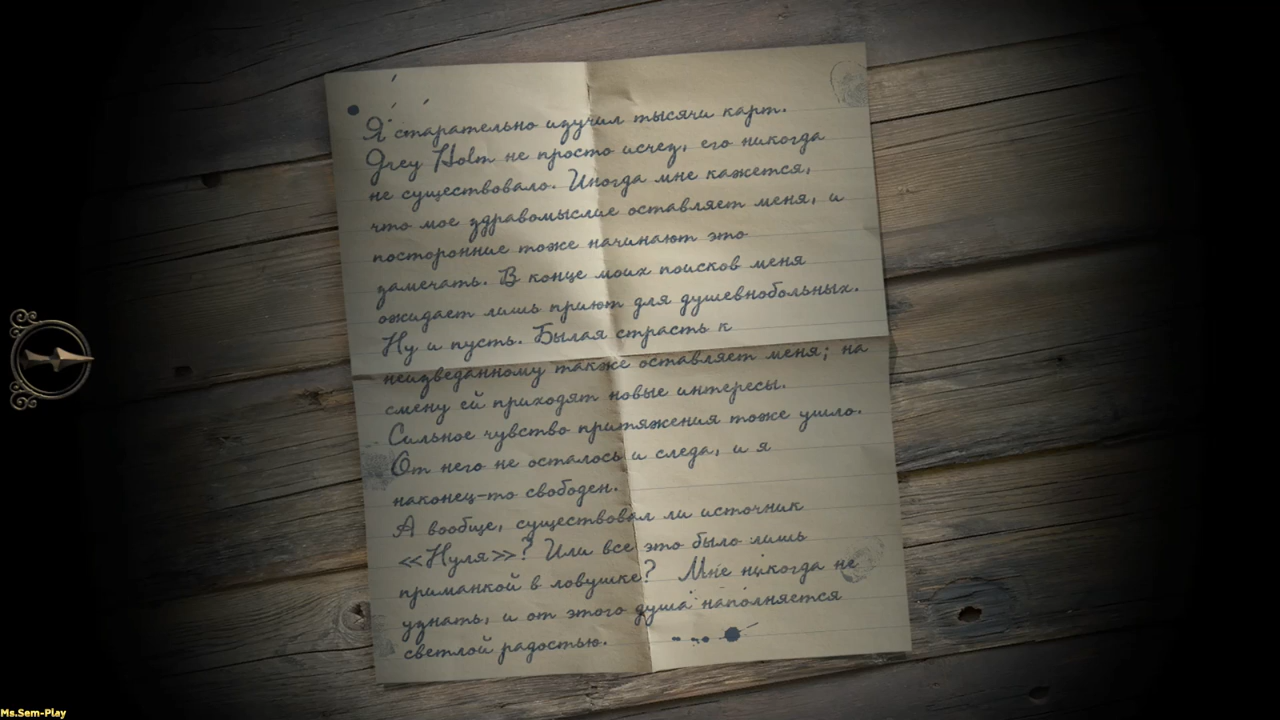 Я старательно изучил тысячи карт.
Grey Holm не просто исчез, его никогда
не существовало. Иногда мне кажется,
что мое здравомыслие оставляет меня, и
посторонние тоже начинают это
замечать. В конце моих поисков меня
ожидает лишь приют для душевнобольных.
Ну и пусть. Былая страсть к
неизведанному также оставляет меня; на
смену ей приходят новые интересы.
Сильное чувство притяжения тоже ушло.
От него не осталось и следа, и я
наконец-то свободен.
А вообще, существовал ли источник
<<Нуля>>? Или все это было лишь
приманкой в ловушке? Мне никогда не
узнать, и от этого душа наполняется
светлой радостью.
Ms.Sem-Play